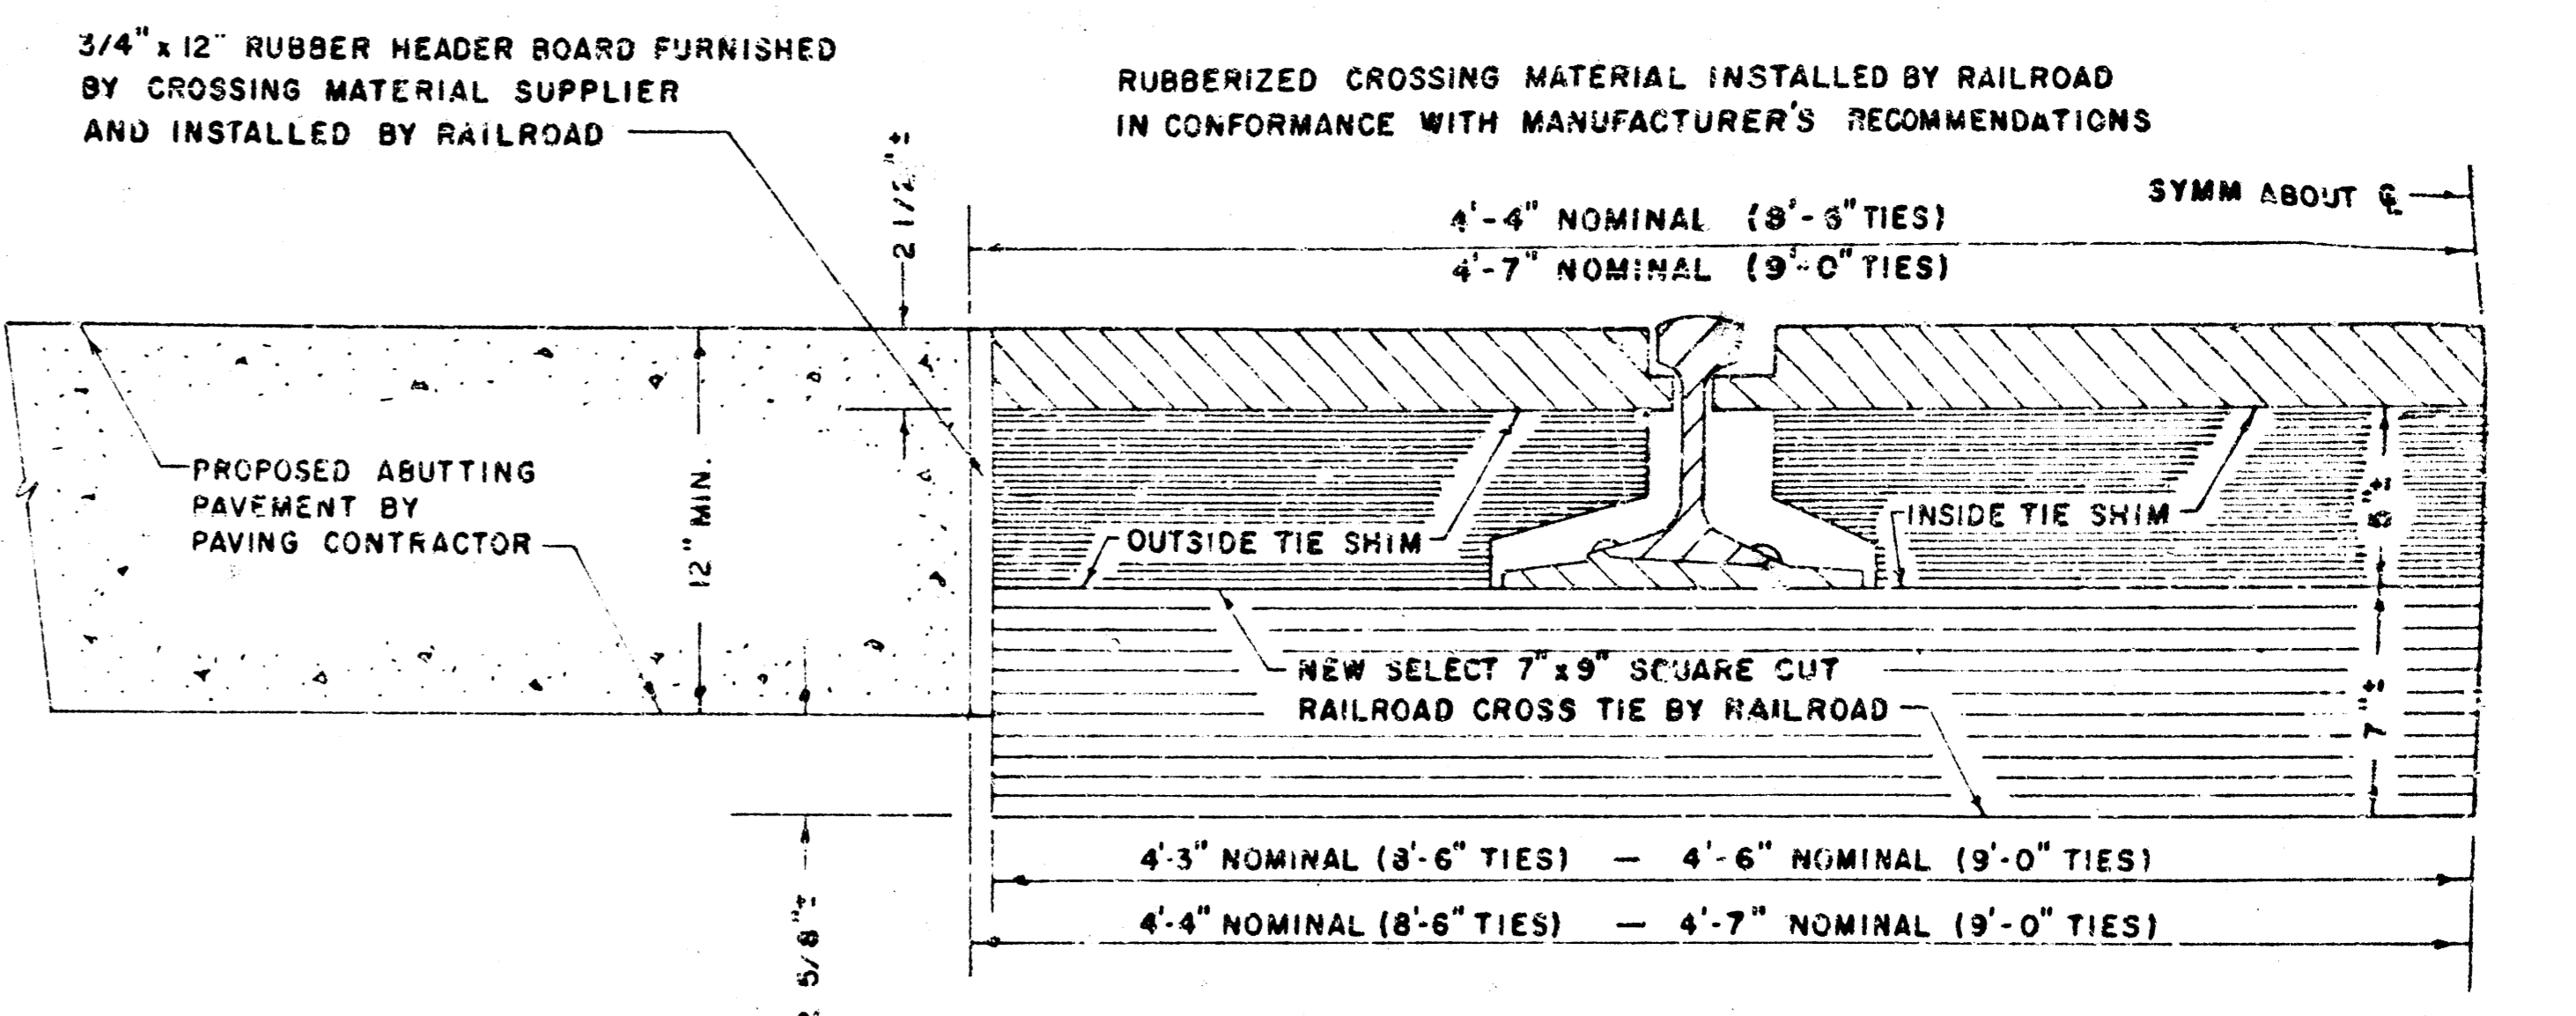 3/4" x 12" RUBBER HEADER BOARD FURNISHED
BY CROSSING MATERIAL SUPPLIER
AND INSTALLED BY RAILROAD
RUBBERIZED CROSSING MATERIAL INSTALLED BY RAILROAD
IN CONFORMANCE WITH MANUFACTURER'S RECOMMENDATIONS
SYMM ABOUT ℄
2 1/2"±
4'-4" NOMINAL (8'-6" TIES)
4'-7" NOMINAL (9'-0" TIES)
PROPOSED ABUTTING
PAVEMENT BY
PAVING CONTRACTOR
12" MIN.
OUTSIDE TIE SHIM
INSIDE TIE SHIM
NEW SELECT 7" x 9" SQUARE CUT
RAILROAD CROSS TIE BY RAILROAD
7"±
4'-3" NOMINAL (8'-6" TIES) — 4'-6" NOMINAL (9'-0" TIES)
4'-4" NOMINAL (8'-6" TIES) — 4'-7" NOMINAL (9'-0" TIES)
5/8"±